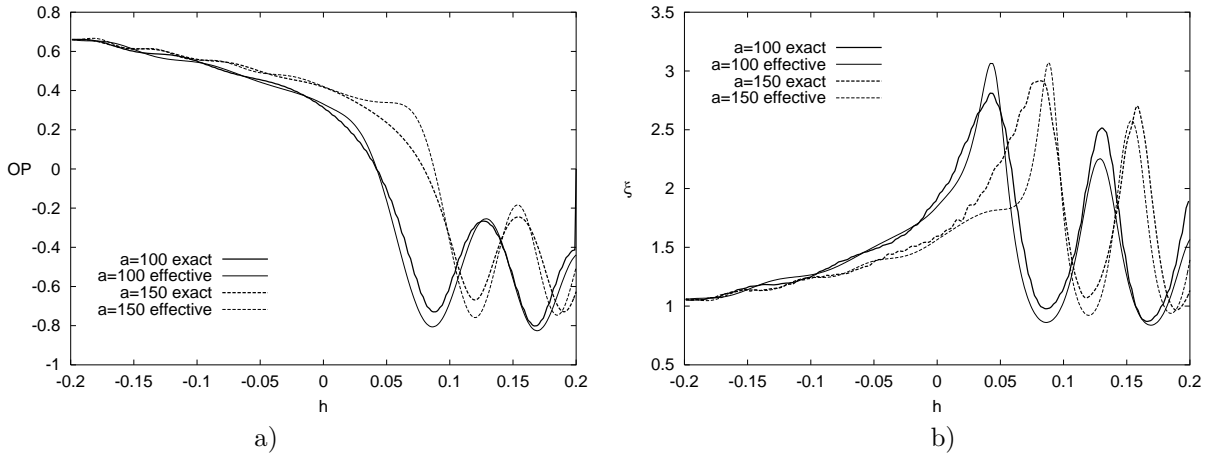 0.8
0.6
0.4
0.2
0
-0.2
-0.4
-0.6
-0.8
-1
OP
a=100 exact
a=100 effective
a=150 exact
a=150 effective
-0.2 -0.15 -0.1 -0.05 0 0.05 0.1 0.15 0.2
h
a)
3.5
3
2.5
2
1.5
1
0.5
ξ
a=100 exact
a=100 effective
a=150 exact
a=150 effective
-0.2 -0.15 -0.1 -0.05 0 0.05 0.1 0.15 0.2
h
b)